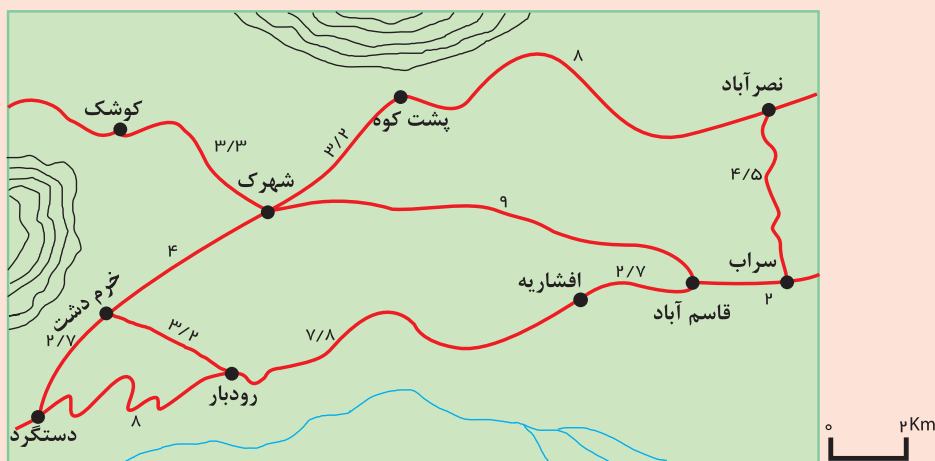 ۸
نصرآباد
کوشک
پشت کوه
۳/۳
۳/۲
۴/۵
شهرک
۹
۴
سراب
۲/۷
افشاریه
۲
قاسم آباد
خرم دشت
۲/۷
۳/۲
۷/۸
رودبار
۸
دستگرد
۰ ۲Km